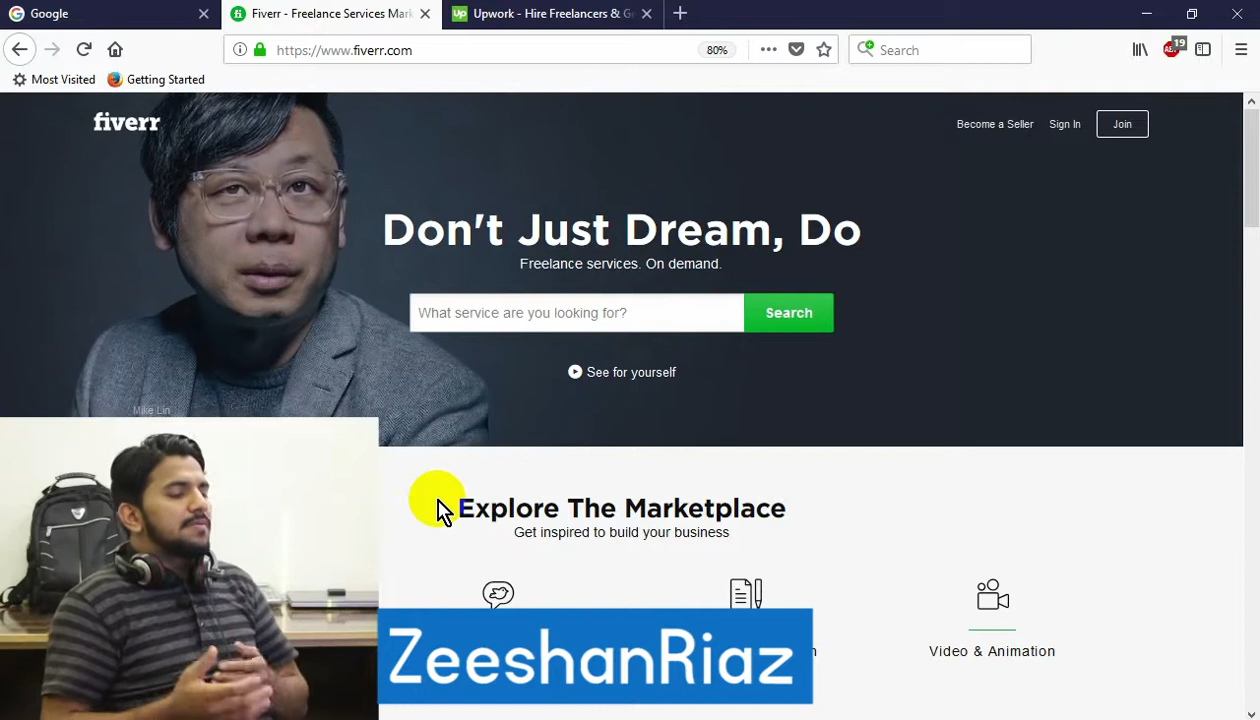 Google
Fiverr - Freelance Services Mark
Upwork - Hire Freelancers & G
https://www.fiverr.com
80%
Search
19
Most Visited
Getting Started
fiverr
Become a Seller
Sign In
Join
Don't Just Dream, Do
Freelance services. On demand.
What service are you looking for?
Search
See for yourself
Mike Lin
Explore The Marketplace
Get inspired to build your business
Video & Animation
ZeeshanRiaz